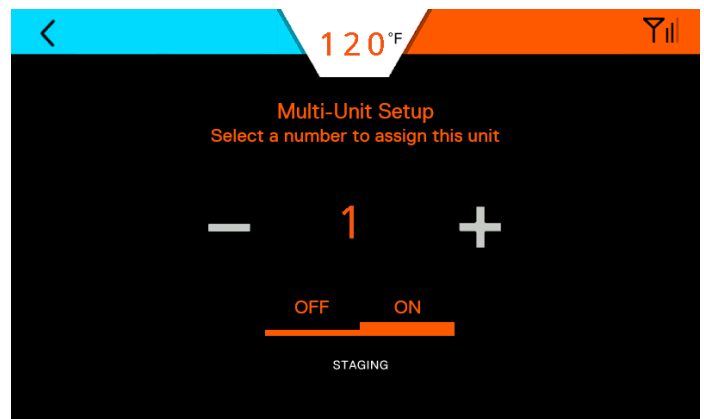 120°F
Multi-Unit Setup
Select a number to assign this unit
1
OFF ON
STAGING